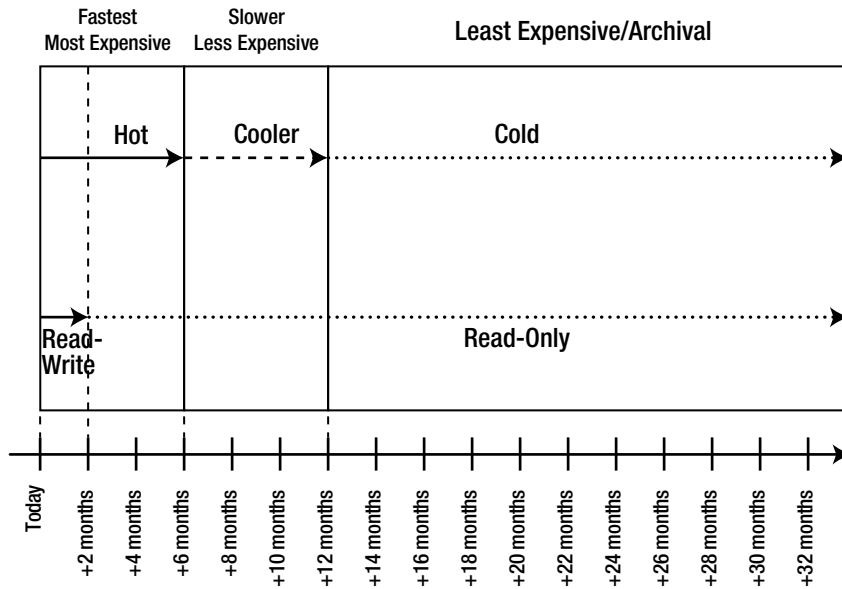 Fastest
Most Expensive
Slower
Less Expensive
Least Expensive/Archival
Hot
Cooler
Cold
Read-
Write
Read-Only
Today
+2 months
+4 months
+6 months
+8 months
+10 months
+12 months
+14 months
+16 months
+18 months
+20 months
+22 months
+24 months
+26 months
+28 months
+30 months
+32 months